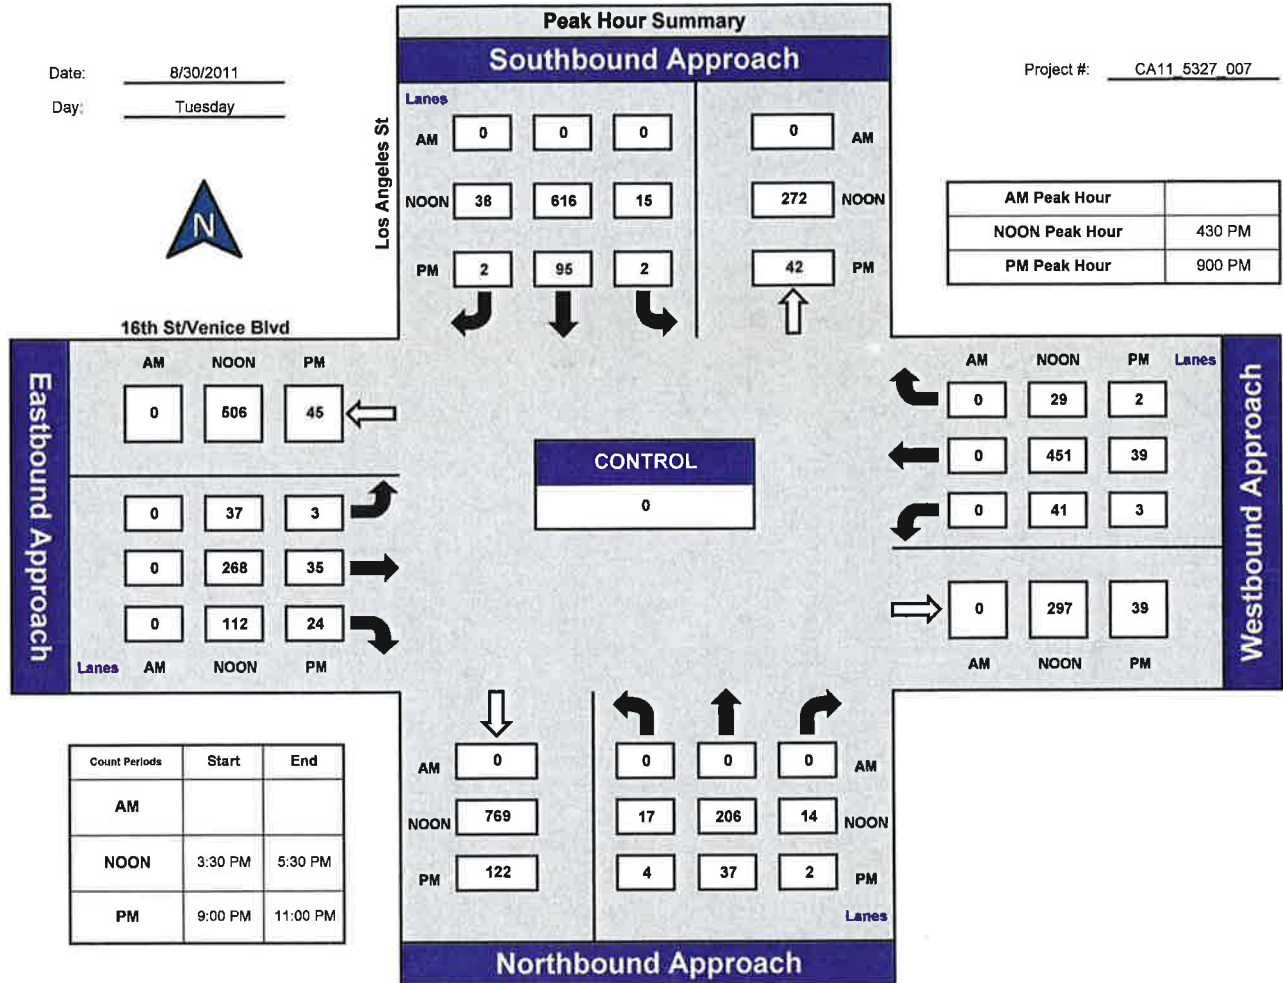 Peak Hour Summary
Southbound Approach
Date: 8/30/2011
Day: Tuesday
Project #: CA11_5327_007
N
Los Angeles St
Lanes
AM 0 0 0 0 AM
NOON 38 616 15 272 NOON
PM 2 95 2 42 PM
AM Peak Hour
NOON Peak Hour 430 PM
PM Peak Hour 900 PM
16th St/Venice Blvd
Eastbound Approach
AM NOON PM
0 506 45
0 37 3
0 268 35
0 112 24
Lanes AM NOON PM
CONTROL
0
Westbound Approach
AM NOON PM Lanes
0 29 2
0 451 39
0 41 3
0 297 39
AM NOON PM
Count Periods Start End
AM
NOON 3:30 PM 5:30 PM
PM 9:00 PM 11:00 PM
AM 0 0 0 0 AM
NOON 769 17 206 14 NOON
PM 122 4 37 2 PM
Lanes
Northbound Approach